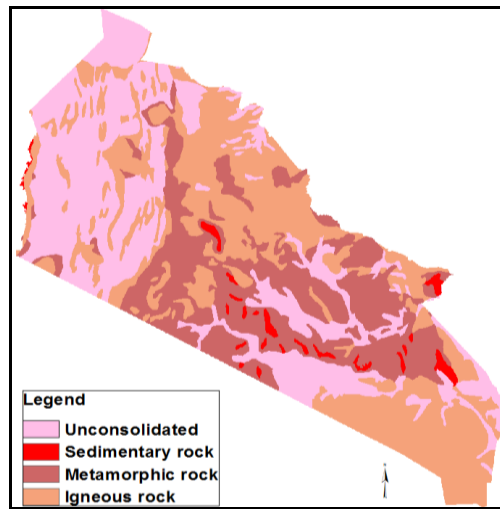 Legend
Unconsolidated
Sedimentary rock
Metamorphic rock
Igneous rock